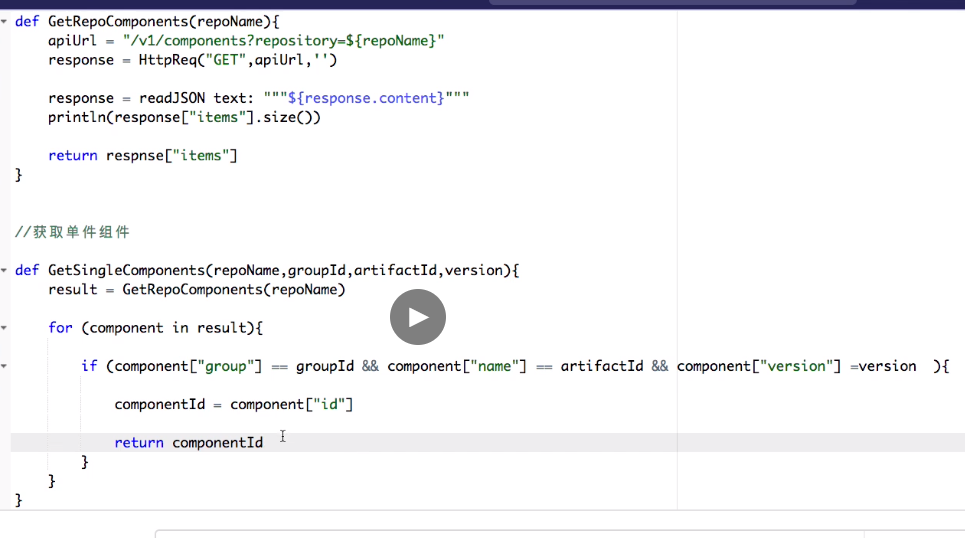 def GetRepoComponents(repoName){
    apiUrl = "/v1/components?repository=${repoName}"
    response = HttpReq("GET",apiUrl,'')
    response = readJSON text: """${response.content}"""
    println(response["items"].size())
    return respnse["items"]
}
//获取单件组件
def GetSingleComponents(repoName,groupId,artifactId,version){
    result = GetRepoComponents(repoName)
    for (component in result){
        if (component["group"] == groupId && component["name"] == artifactId && component["version"] =version  ){
            componentId = component["id"]
            return componentId
        }
    }
}